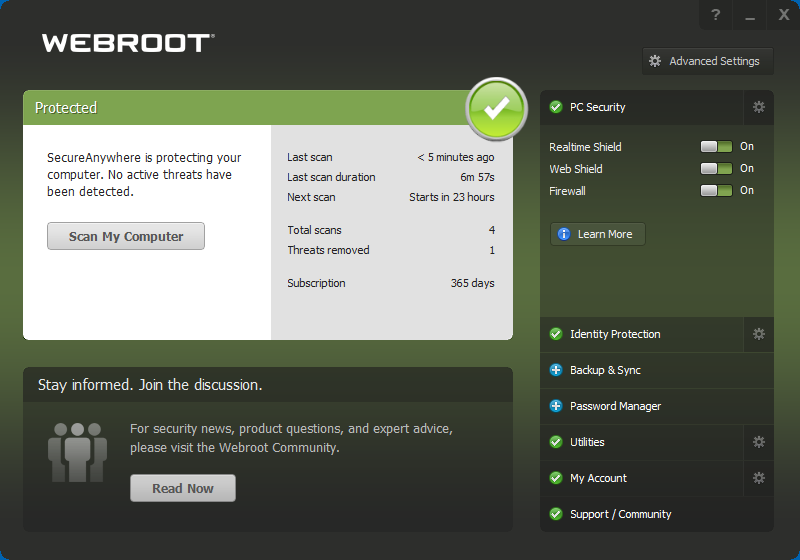 ?
X
WEBROOT®
Advanced Settings
Protected
SecureAnywhere is protecting your
computer. No active threats have
been detected.
Scan My Computer
Last scan < 5 minutes ago
Last scan duration 6m 57s
Next scan Starts in 23 hours
Total scans 4
Threats removed 1
Subscription 365 days
Stay informed. Join the discussion.
For security news, product questions, and expert advice,
please visit the Webroot Community.
Read Now
PC Security
Realtime Shield On
Web Shield On
Firewall On
Learn More
Identity Protection
Backup & Sync
Password Manager
Utilities
My Account
Support / Community